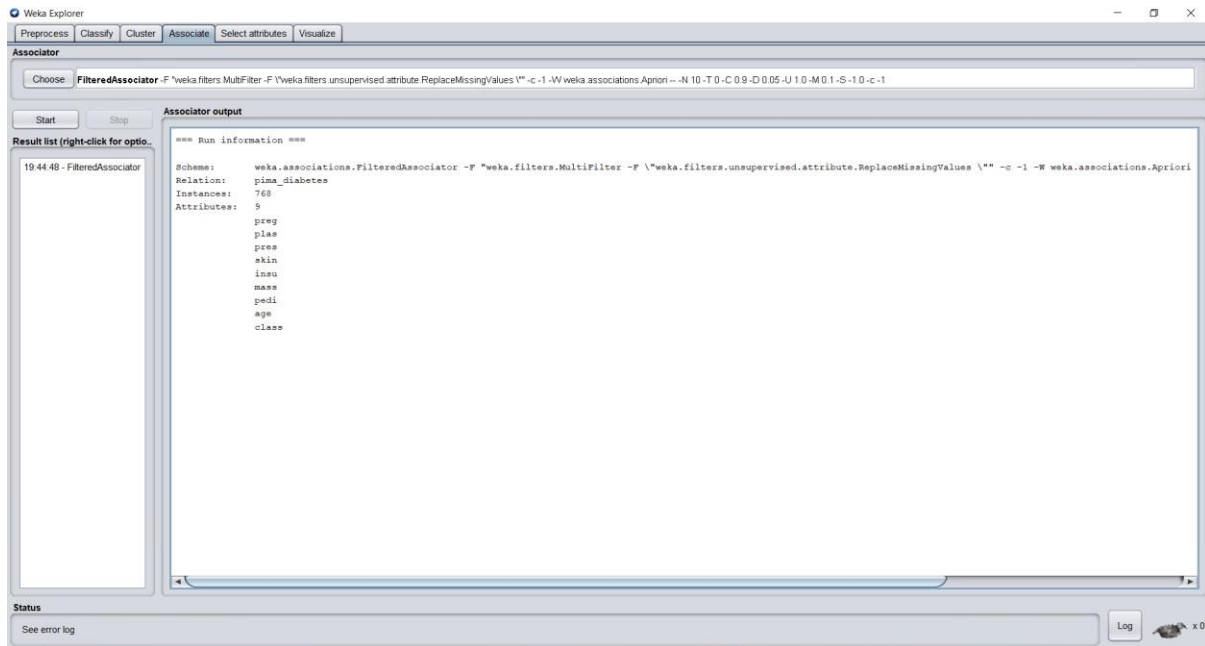 Weka Explorer
Preprocess Classify Cluster Associate Select attributes Visualize
Associator
Choose FilteredAssociator -F "weka.filters.MultiFilter -F \"weka.filters.unsupervised.attribute.ReplaceMissingValues \"" -c -1 -W weka.associations.Apriori -- -N 10 -T 0 -C 0.9 -D 0.05 -U 1.0 -M 0.1 -S -1.0 -c -1
Start Stop
Associator output
Result list (right-click for optio..
19:44:48 - FilteredAssociator
=== Run information ===
Scheme: weka.associations.FilteredAssociator -F "weka.filters.MultiFilter -F \"weka.filters.unsupervised.attribute.ReplaceMissingValues \"" -c -1 -W weka.associations.Apriori
Relation: pima_diabetes
Instances: 768
Attributes: 9
preg
plas
pres
skin
insu
mass
pedi
age
class
Status
See error log
Log x 0